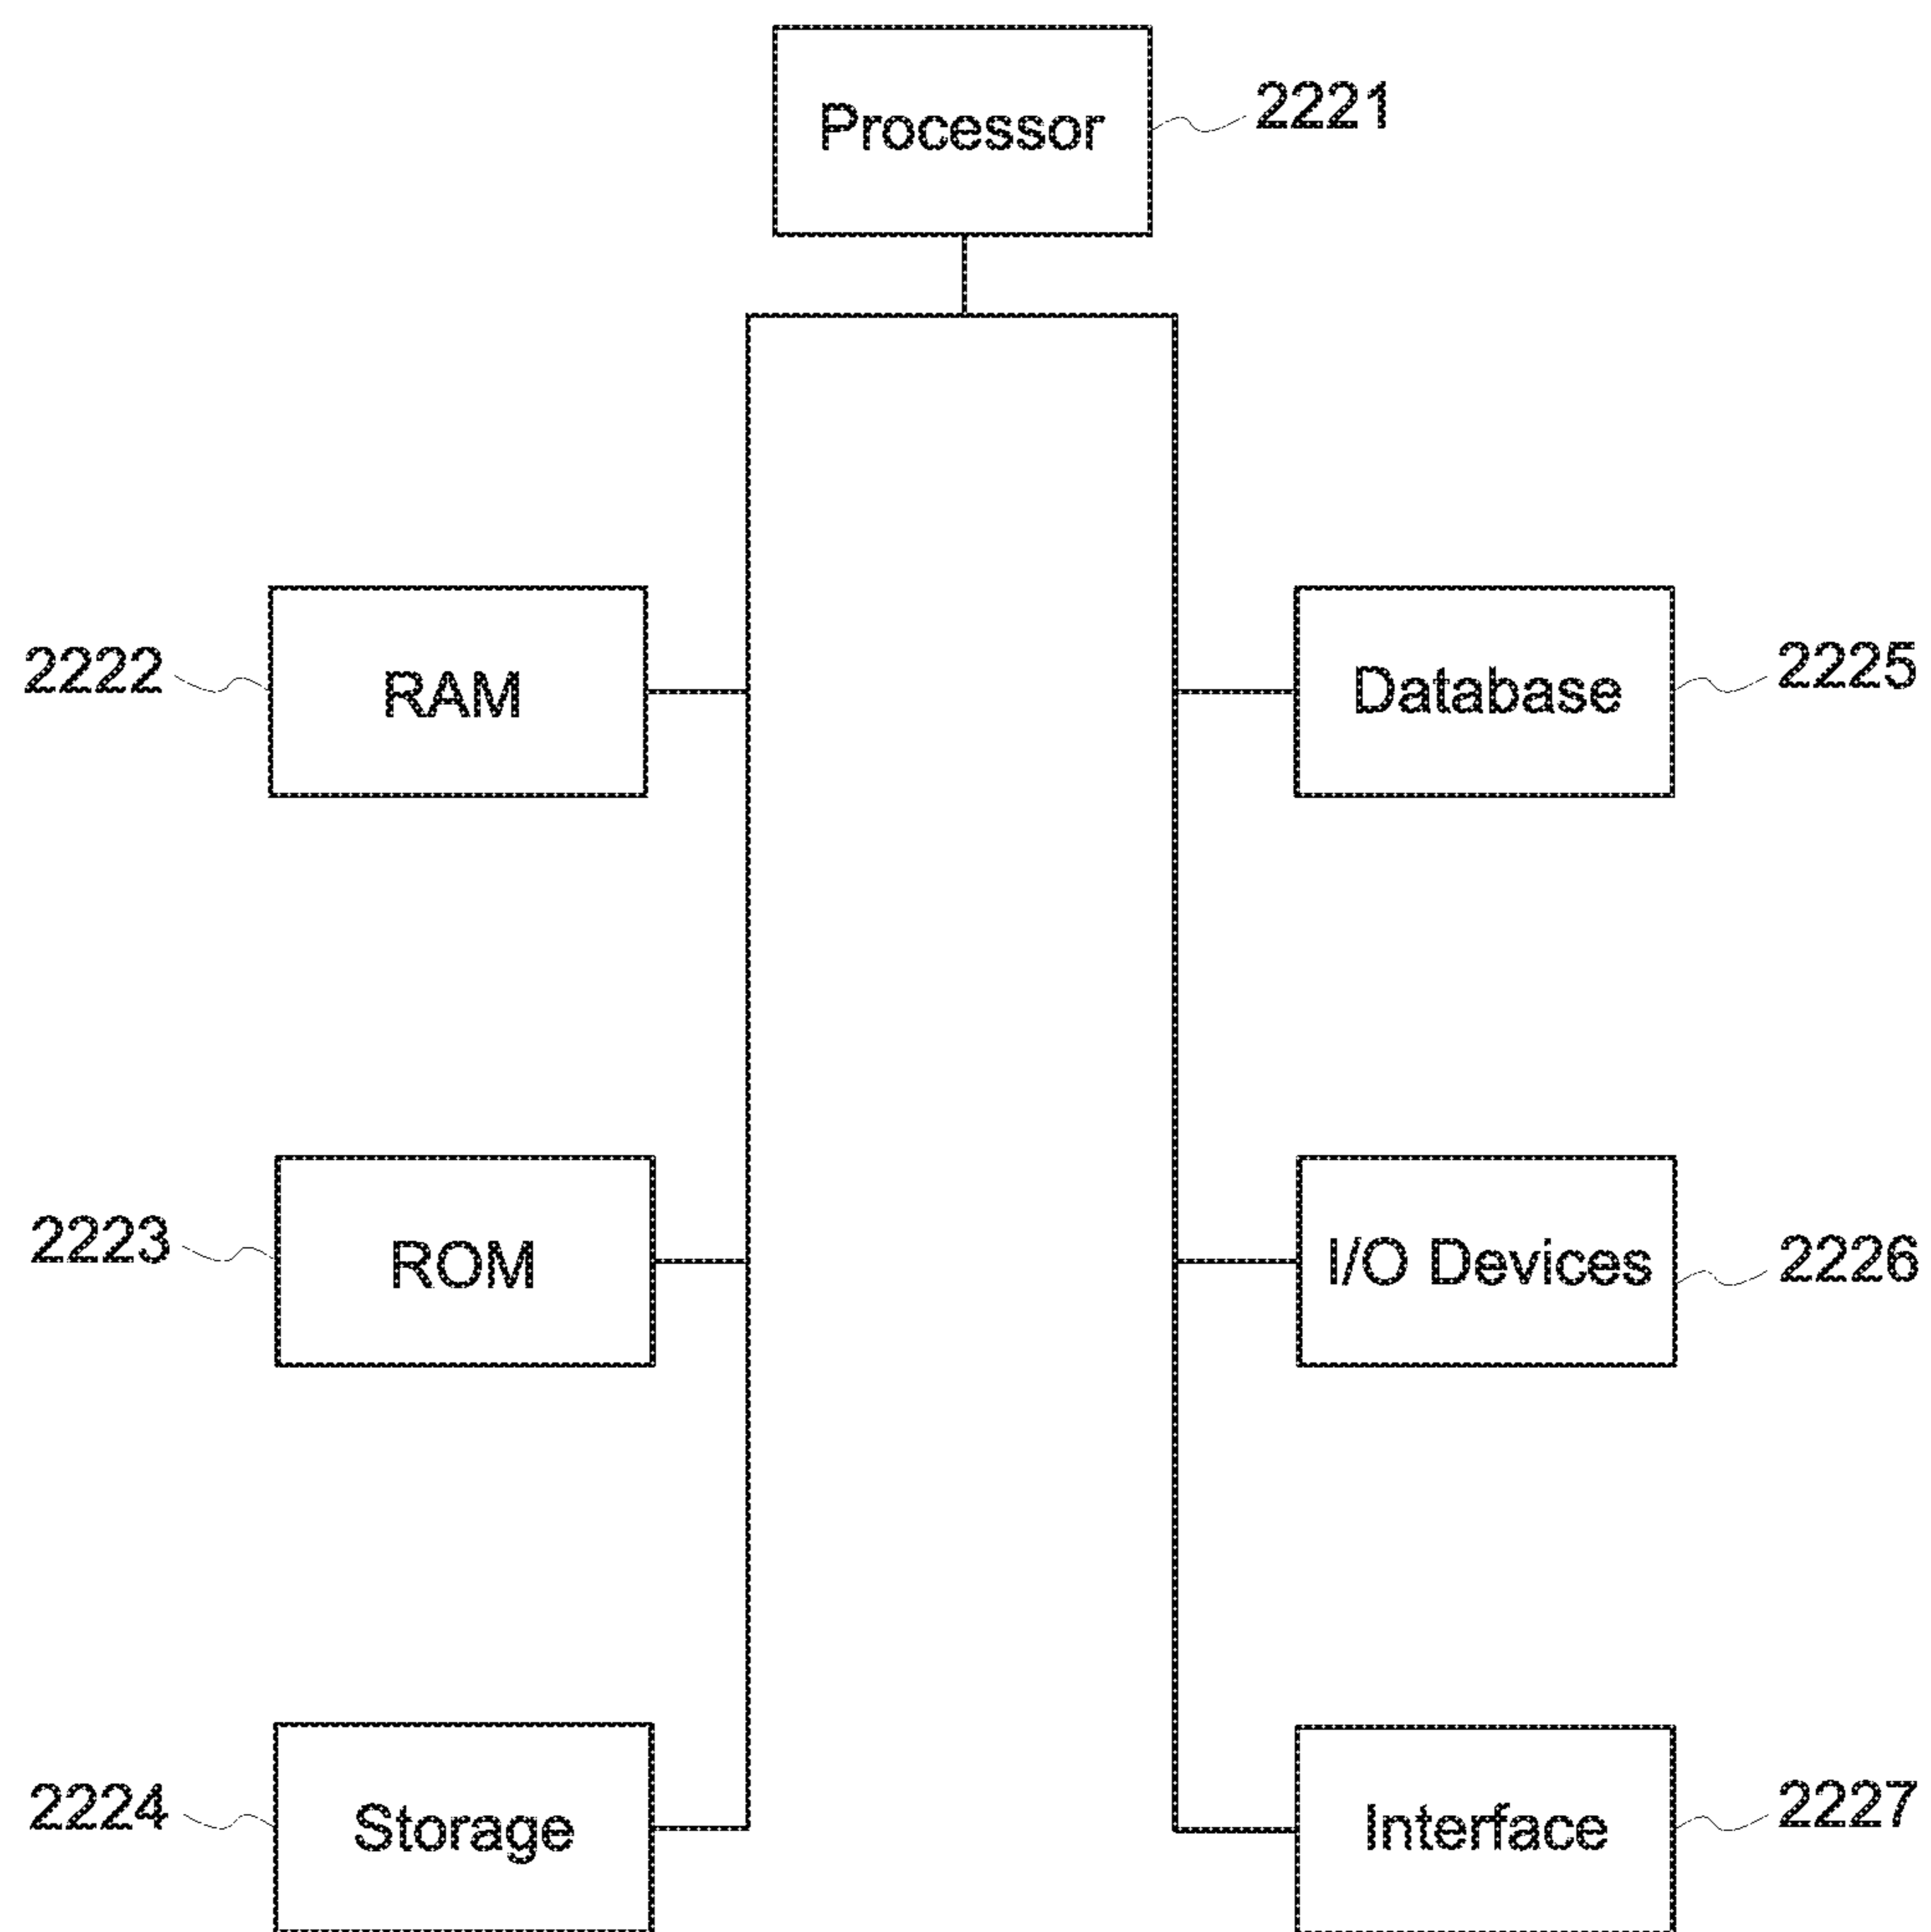 Processor
2221
2222
RAM
Database
2225
2223
ROM
I/O Devices
2226
2224
Storage
Interface
2227